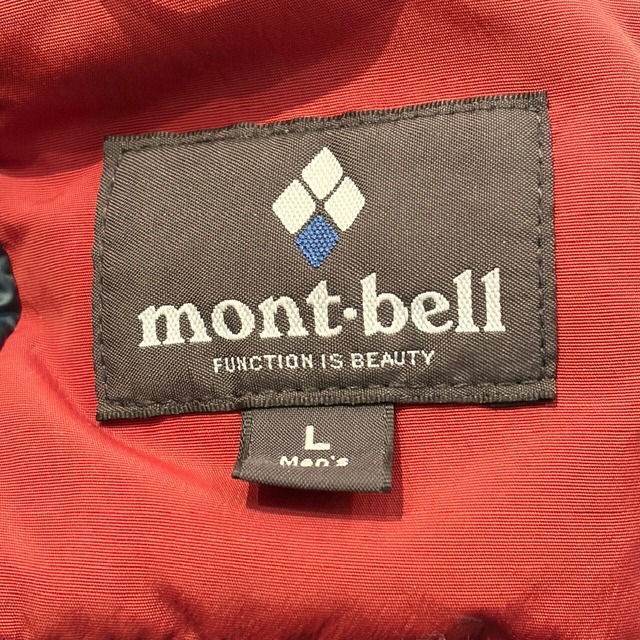 mont-bell
FUNCTION IS BEAUTY
L
Men's